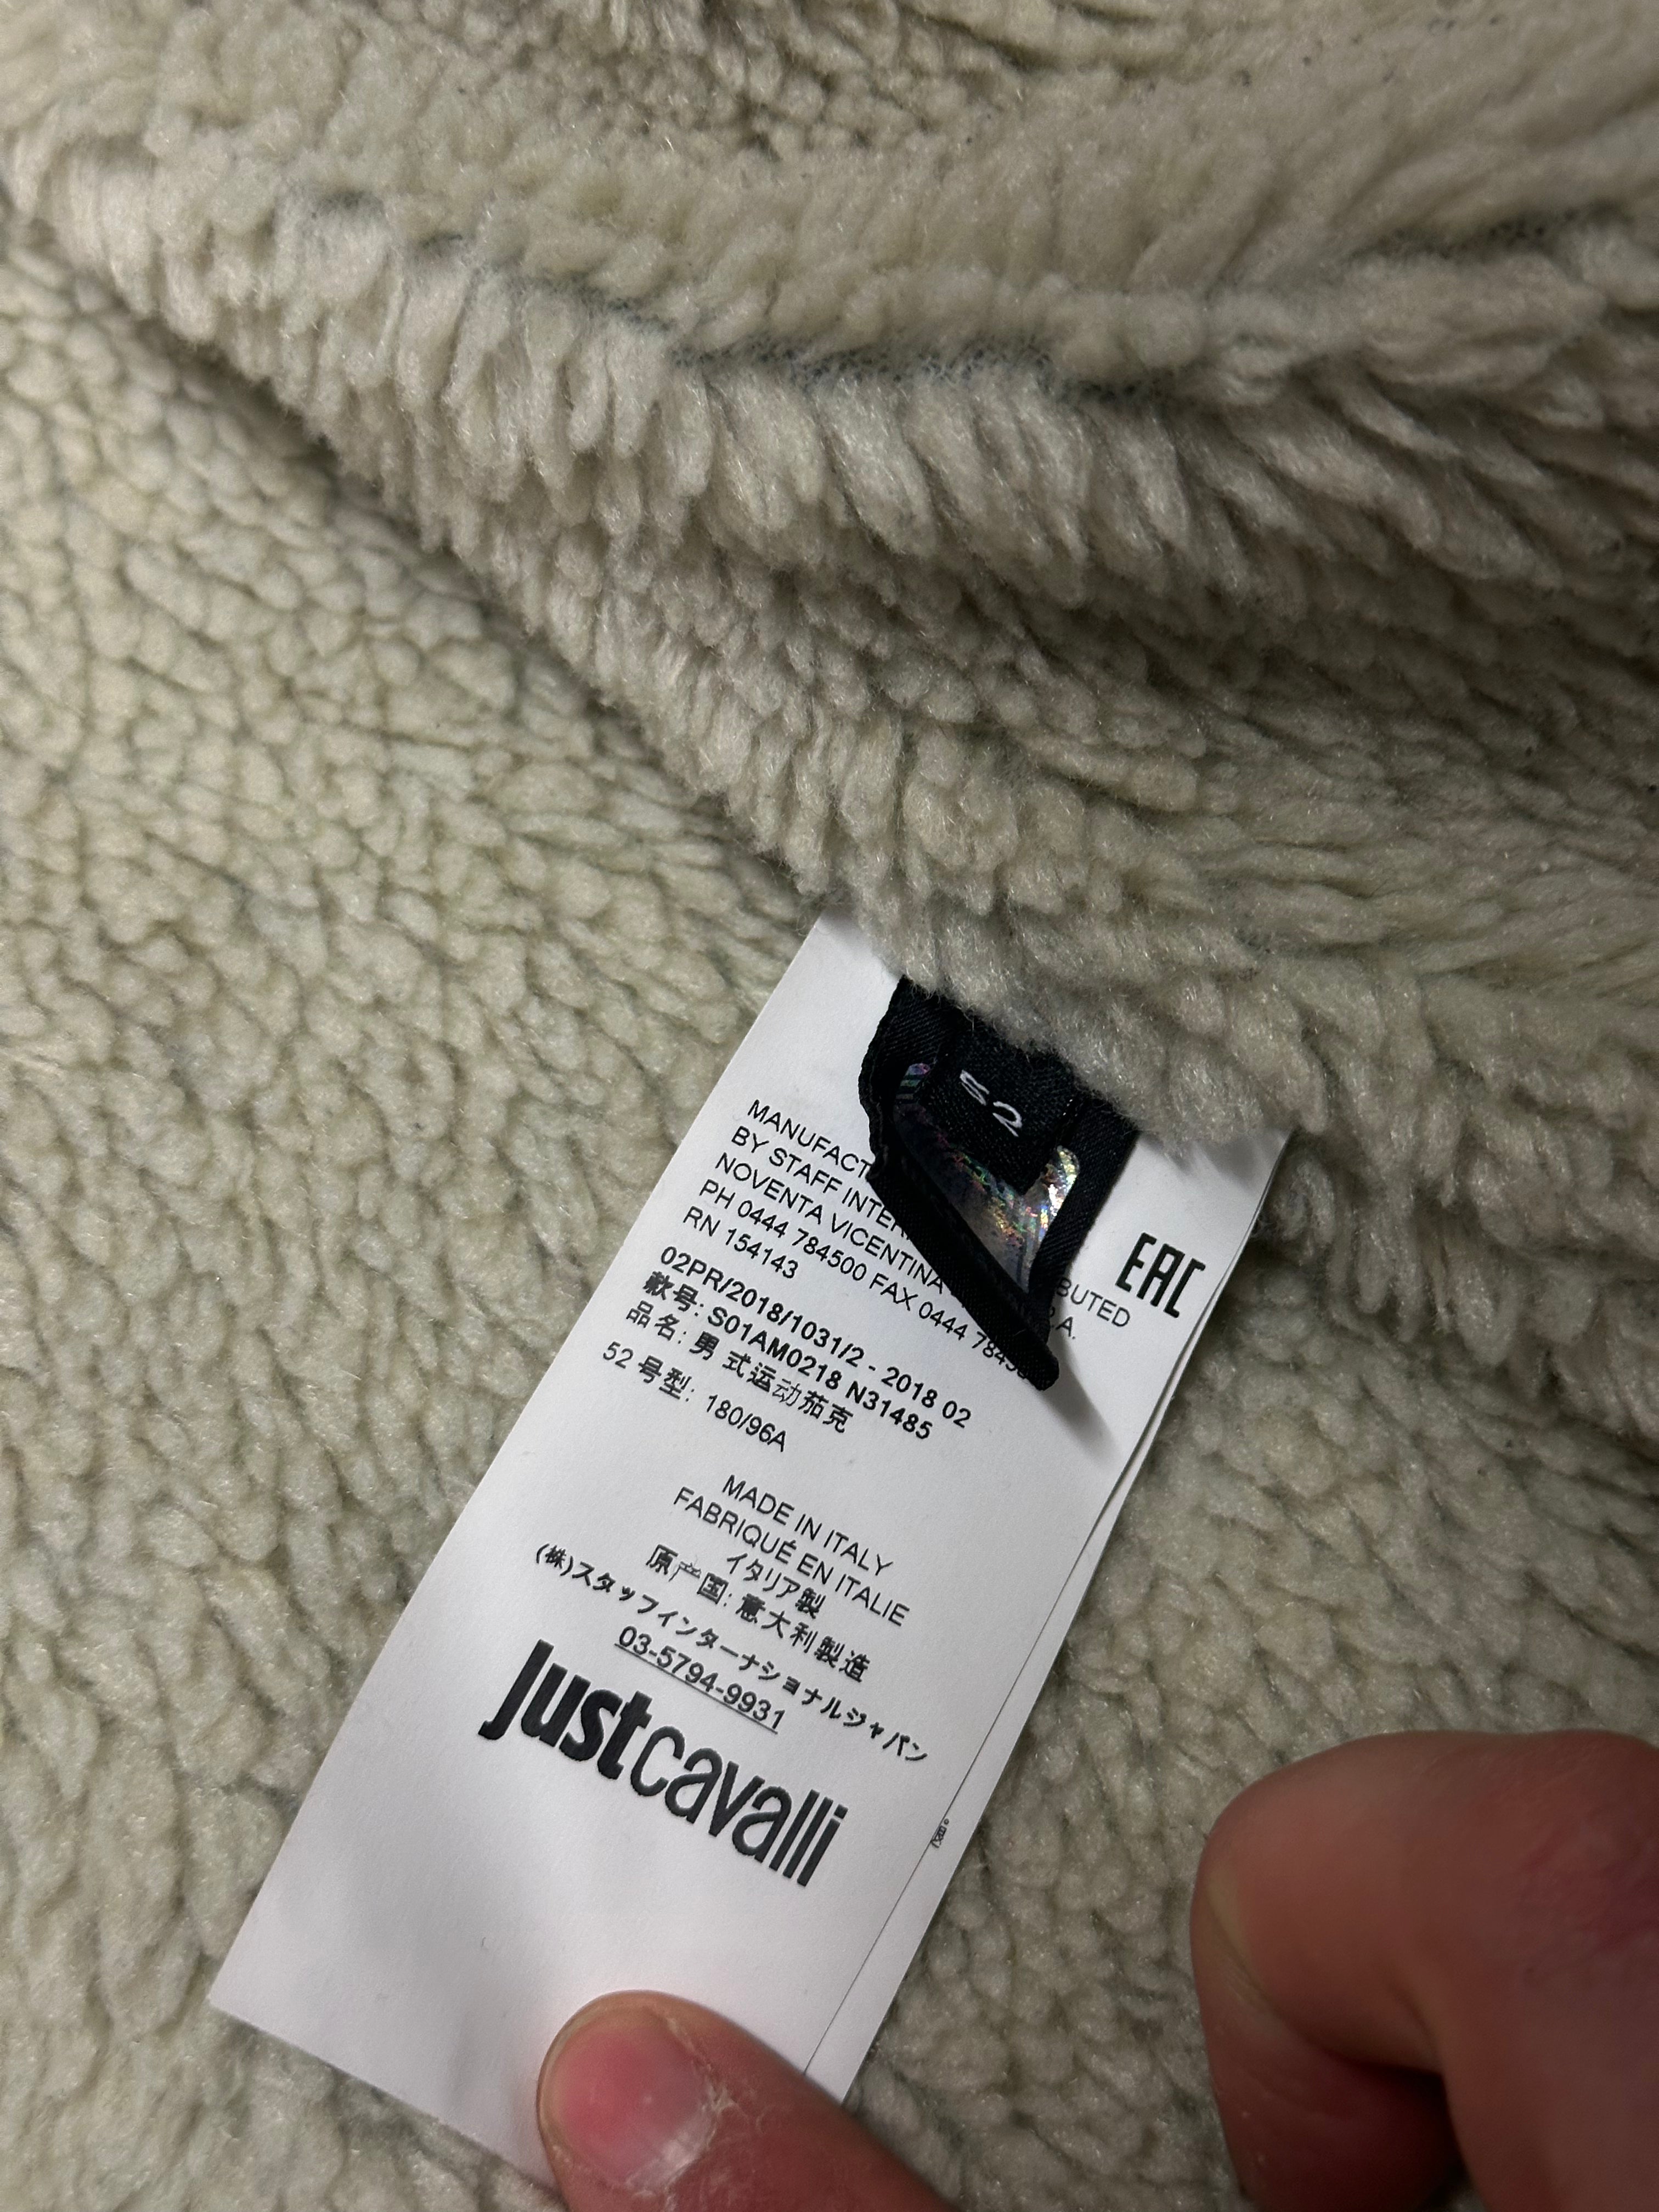 52
EAC
MANUFACT BUTED
BY STAFF INTER .A.
NOVENTA VICENTINA
PH 0444 784500 FAX 0444 7845
RN 154143
02PR/2018/1031/2 - 2018 02
款号: S01AM0218 N31485
品名: 男 式运动茄克
52 号型: 180/96A
MADE IN ITALY
FABRIQUÉ EN ITALIE
イタリア製
原产国: 意大利製造
(株)スタッフインターナショナルジャパン
03-5794-9931
justcavalli